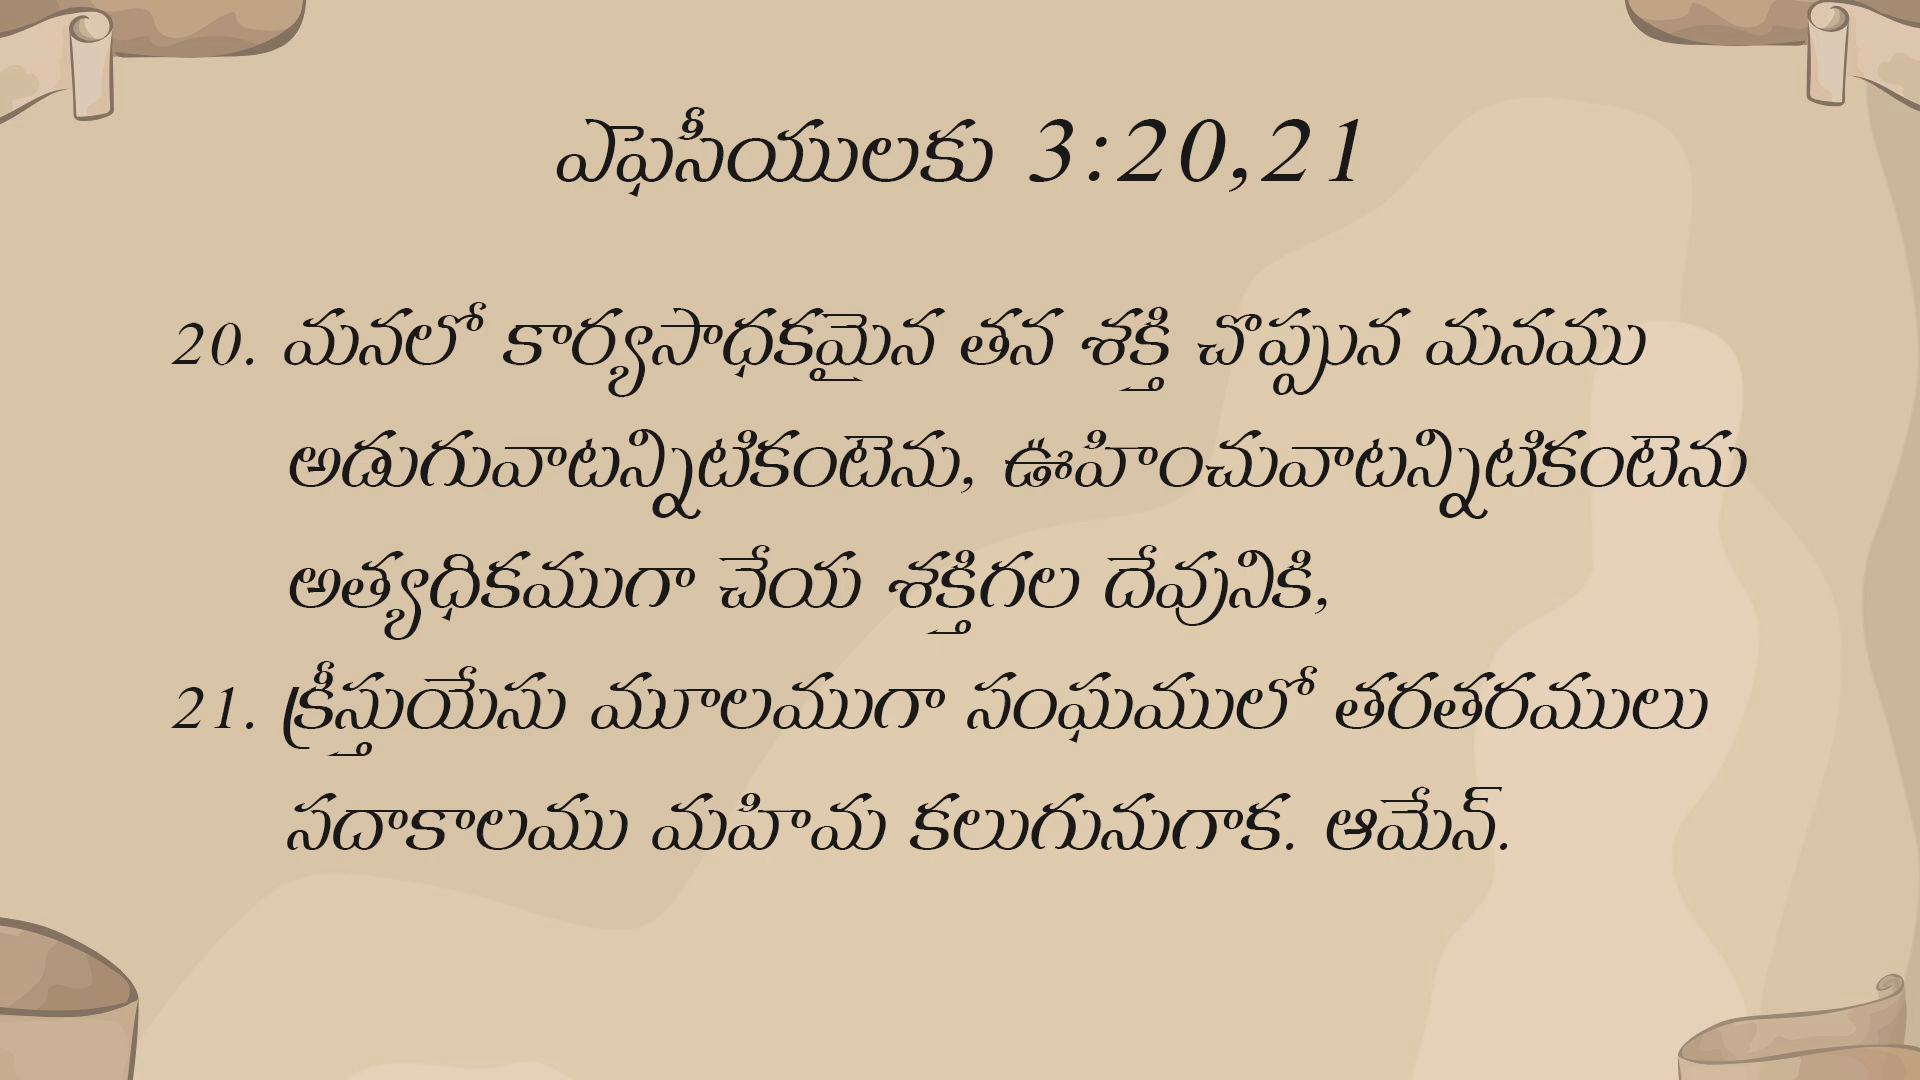 ఎఫెసీయులకు 3:20,21
20. మనలో కార్యసాధకమైన తన శక్తి చొప్పున మనము
అడుగువాటన్నిటికంటెను, ఊహించువాటన్నిటికంటెను
అత్యధికముగా చేయ శక్తిగల దేవునికి,
21. క్రీస్తుయేసు మూలముగా సంఘములో తరతరములు
సదాకాలము మహిమ కలుగునుగాక. ఆమేన్.